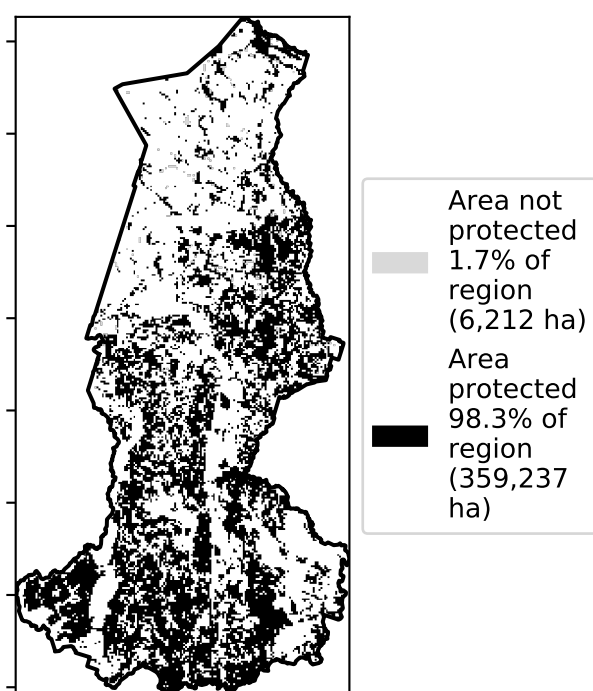 Area not
protected
1.7% of
region
(6,212 ha)
Area
protected
98.3% of
region
(359,237
ha)